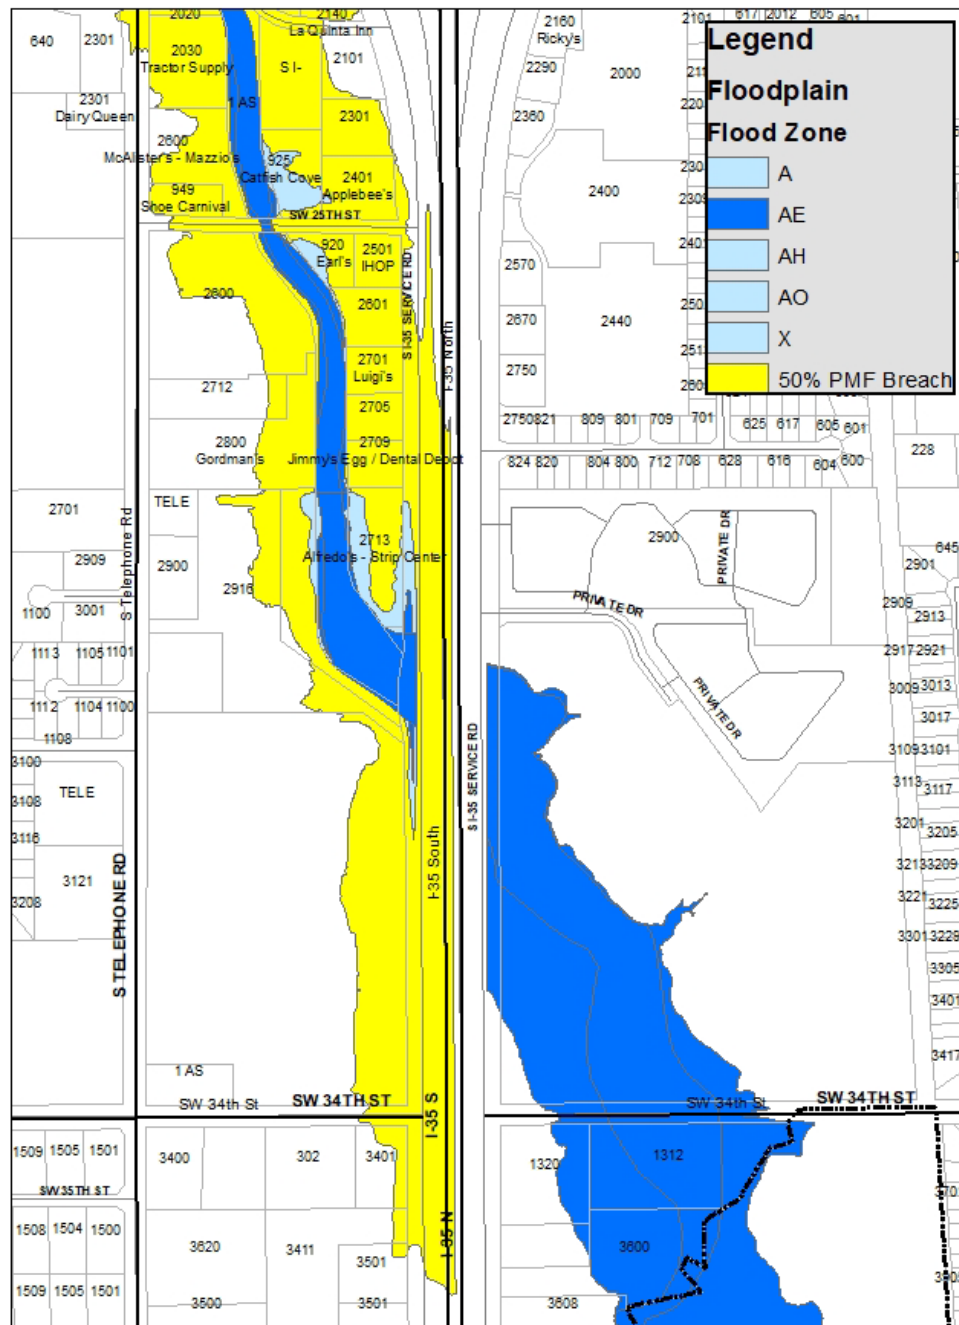 2020
2140
2160
2101
617
2012
605
601
La Quinta Inn
Ricky's
640
2301
2030
Tractor Supply
S I-
2101
2290
2000
Legend
Floodplain
Flood Zone
A
AE
AH
AO
X
50% PMF Breach
2301
Dairy Queen
1 AS
2301
2360
2600
McAlister's - Mazzio's
925
Catfish Cove
2401
Applebee's
2400
949
Shoe Carnival
SW 25TH ST
920
Earl's
2501
IHOP
S I-35 SERVICE RD
2570
2600
2601
2670
2440
I-35 North
2701
Luigi's
2750
2712
2705
2750
821
809
801
709
701
625
617
605
601
2800
Gordman's
2709
Jimmy's Egg / Dental Depot
824
820
804
800
712
708
628
616
604
600
228
2701
TELE
S Telephone Rd
2713
Alfredo's - Strip Center
2900
PRIVATE DR
2909
2900
2916
645
2901
1100
3001
PRIVATE DR
2909
2913
1113
1105
1101
2917
2921
1112
1104
1100
PRIVATE DR
3009
3013
3017
1108
S I-35 SERVICE RD
3109
3101
3100
3108
TELE
3113
3117
3116
I-35 South
3201
3205
3121
3213
3209
3208
3221
3225
S TELEPHONE RD
3301
3229
3305
3401
3417
1 AS
SW 34th St
SW 34TH ST
I-35 S
SW 34th St
SW 34TH ST
1509
1505
1501
3400
302
3401
1320
1312
SW 35TH ST
1508
1504
1500
3620
3411
3501
I-35 N
3600
1509
1505
1501
3500
3501
3608